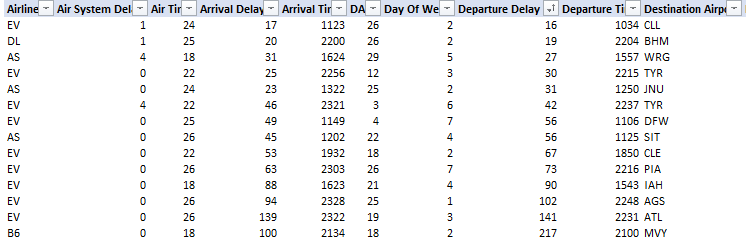 Airline Air System Del Air Tim Arrival Delay Arrival Tim DA Day Of We Departure Delay Departure Ti Destination Airpo
EV 1 24 17 1123 26 2 16 1034 CLL
DL 1 25 20 2200 26 2 19 2204 BHM
AS 4 18 31 1624 29 5 27 1557 WRG
EV 0 22 25 2256 12 3 30 2215 TYR
AS 0 24 23 1322 25 2 31 1250 JNU
EV 4 22 46 2321 3 6 42 2237 TYR
EV 0 25 49 1149 4 7 56 1106 DFW
AS 0 26 45 1202 22 4 56 1125 SIT
EV 0 22 53 1932 18 2 67 1850 CLE
EV 0 26 63 2303 26 7 73 2216 PIA
EV 0 18 88 1623 21 4 90 1543 IAH
EV 0 26 94 2328 25 1 102 2248 AGS
EV 0 26 139 2322 19 3 141 2231 ATL
B6 0 18 100 2134 18 2 217 2100 MVY